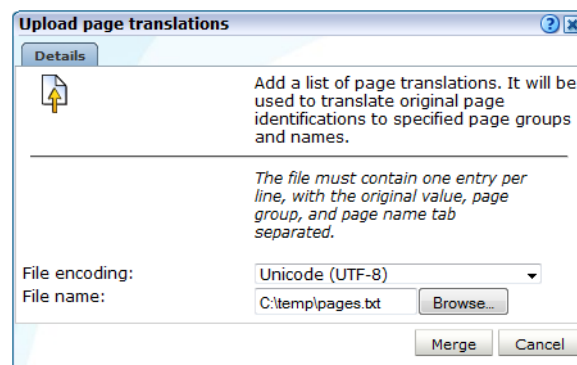 Upload page translations
Details
Add a list of page translations. It will be
used to translate original page
identifications to specified page groups
and names.
The file must contain one entry per
line, with the original value, page
group, and page name tab
separated.
File encoding: Unicode (UTF-8)
File name: C:\temp\pages.txt Browse...
Merge Cancel